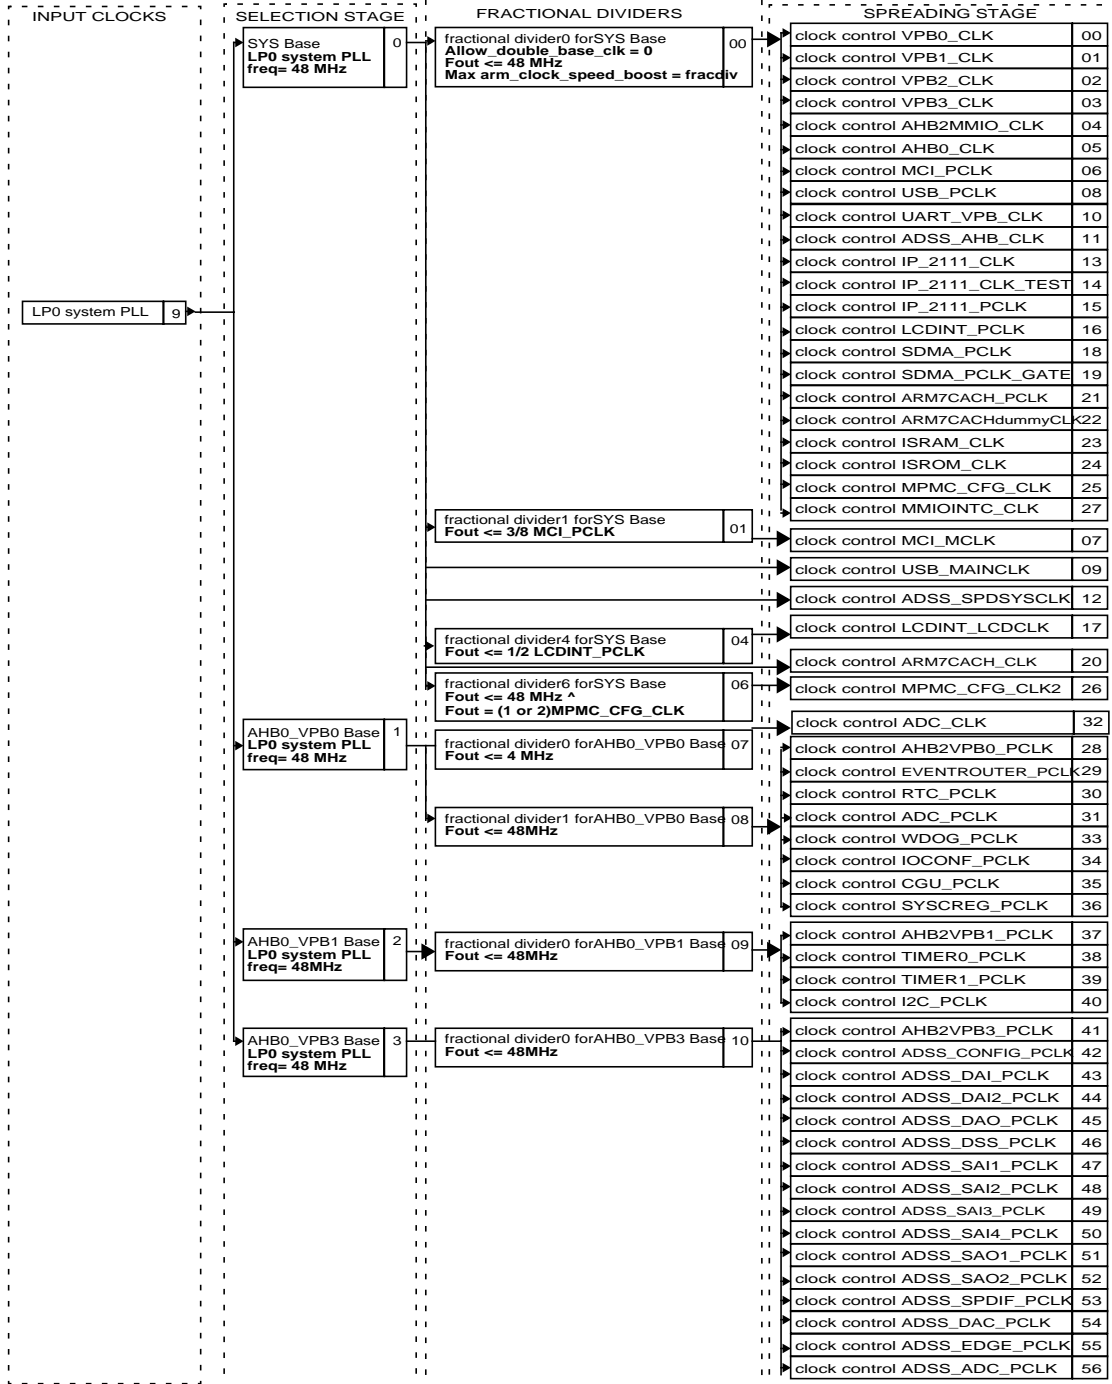 INPUT CLOCKS
SELECTION STAGE
FRACTIONAL DIVIDERS
SPREADING STAGE
LP0 system PLL 9
SYS Base 0
LP0 system PLL
freq= 48 MHz
AHB0_VPB0 Base 1
LP0 system PLL
freq= 48 MHz
AHB0_VPB1 Base 2
LP0 system PLL
freq= 48MHz
AHB0_VPB3 Base 3
LP0 system PLL
freq= 48 MHz
fractional divider0 forSYS Base 00
Allow_double_base_clk = 0
Fout <= 48 MHz
Max arm_clock_speed_boost = fracdiv
fractional divider1 forSYS Base 01
Fout <= 3/8 MCI_PCLK
fractional divider4 forSYS Base 04
Fout <= 1/2 LCDINT_PCLK
fractional divider6 forSYS Base 06
Fout <= 48 MHz ^
Fout = (1 or 2)MPMC_CFG_CLK
fractional divider0 forAHB0_VPB0 Base 07
Fout <= 4 MHz
fractional divider1 forAHB0_VPB0 Base 08
Fout <= 48MHz
fractional divider0 forAHB0_VPB1 Base 09
Fout <= 48MHz
fractional divider0 forAHB0_VPB3 Base 10
Fout <= 48MHz
clock control VPB0_CLK 00
clock control VPB1_CLK 01
clock control VPB2_CLK 02
clock control VPB3_CLK 03
clock control AHB2MMIO_CLK 04
clock control AHB0_CLK 05
clock control MCI_PCLK 06
clock control USB_PCLK 08
clock control UART_VPB_CLK 10
clock control ADSS_AHB_CLK 11
clock control IP_2111_CLK 13
clock control IP_2111_CLK_TEST 14
clock control IP_2111_PCLK 15
clock control LCDINT_PCLK 16
clock control SDMA_PCLK 18
clock control SDMA_PCLK_GATE 19
clock control ARM7CACH_PCLK 21
clock control ARM7CACHdummyCLK 22
clock control ISRAM_CLK 23
clock control ISROM_CLK 24
clock control MPMC_CFG_CLK 25
clock control MMIOINTC_CLK 27
clock control MCI_MCLK 07
clock control USB_MAINCLK 09
clock control ADSS_SPDSYSCLK 12
clock control LCDINT_LCDCLK 17
clock control ARM7CACH_CLK 20
clock control MPMC_CFG_CLK2 26
clock control ADC_CLK 32
clock control AHB2VPB0_PCLK 28
clock control EVENTROUTER_PCLK 29
clock control RTC_PCLK 30
clock control ADC_PCLK 31
clock control WDOG_PCLK 33
clock control IOCONF_PCLK 34
clock control CGU_PCLK 35
clock control SYSCREG_PCLK 36
clock control AHB2VPB1_PCLK 37
clock control TIMER0_PCLK 38
clock control TIMER1_PCLK 39
clock control I2C_PCLK 40
clock control AHB2VPB3_PCLK 41
clock control ADSS_CONFIG_PCLK 42
clock control ADSS_DAI_PCLK 43
clock control ADSS_DAI2_PCLK 44
clock control ADSS_DAO_PCLK 45
clock control ADSS_DSS_PCLK 46
clock control ADSS_SAI1_PCLK 47
clock control ADSS_SAI2_PCLK 48
clock control ADSS_SAI3_PCLK 49
clock control ADSS_SAI4_PCLK 50
clock control ADSS_SAO1_PCLK 51
clock control ADSS_SAO2_PCLK 52
clock control ADSS_SPDIF_PCLK 53
clock control ADSS_DAC_PCLK 54
clock control ADSS_EDGE_PCLK 55
clock control ADSS_ADC_PCLK 56